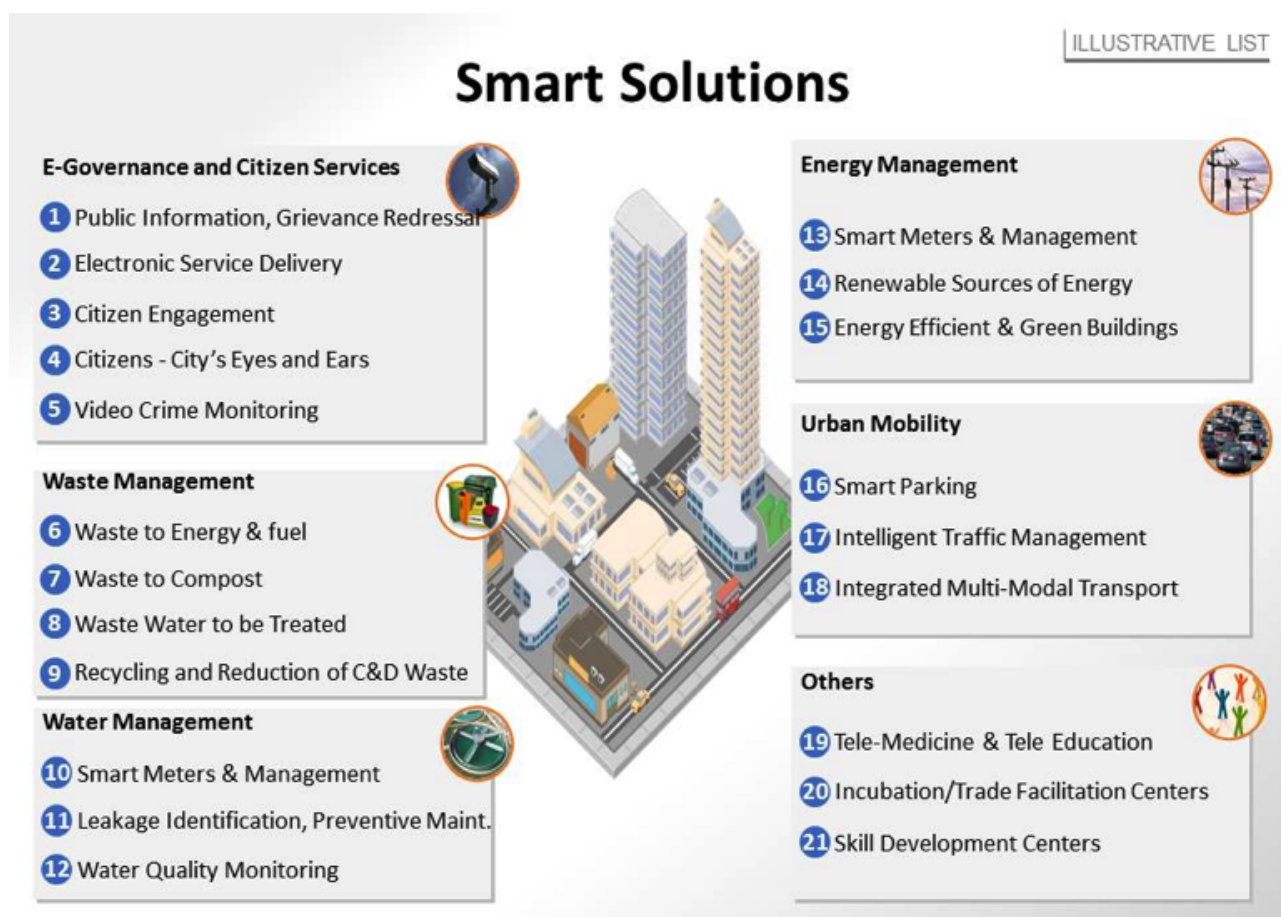 ILLUSTRATIVE LIST
Smart Solutions
E-Governance and Citizen Services
1 Public Information, Grievance Redressal
2 Electronic Service Delivery
3 Citizen Engagement
4 Citizens - City's Eyes and Ears
5 Video Crime Monitoring
Waste Management
6 Waste to Energy & fuel
7 Waste to Compost
8 Waste Water to be Treated
9 Recycling and Reduction of C&D Waste
Water Management
10 Smart Meters & Management
11 Leakage Identification, Preventive Maint.
12 Water Quality Monitoring
Energy Management
13 Smart Meters & Management
14 Renewable Sources of Energy
15 Energy Efficient & Green Buildings
Urban Mobility
16 Smart Parking
17 Intelligent Traffic Management
18 Integrated Multi-Modal Transport
Others
19 Tele-Medicine & Tele Education
20 Incubation/Trade Facilitation Centers
21 Skill Development Centers